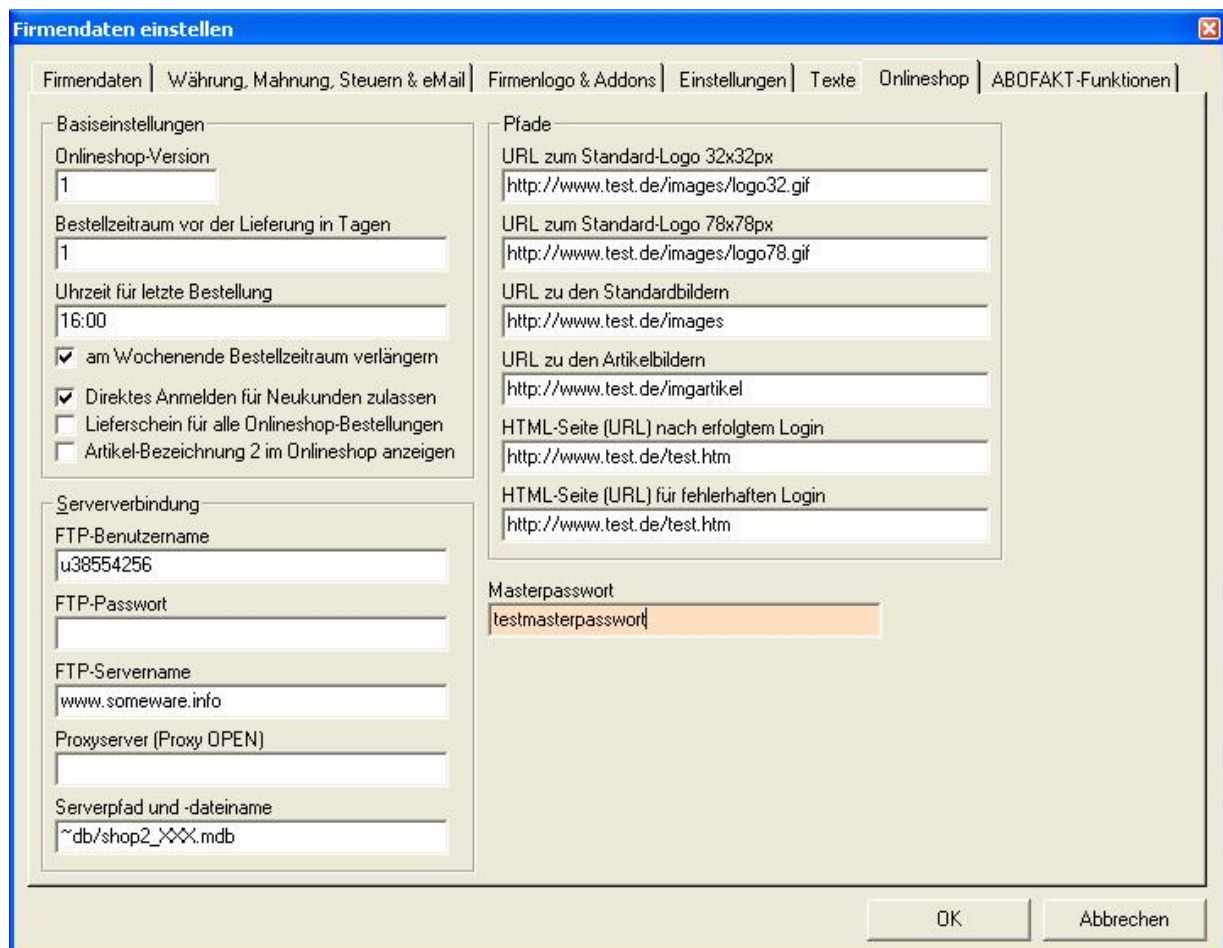 Firmendaten einstellen
Firmendaten
Währung, Mahnung, Steuern & eMail
Firmenlogo & Addons
Einstellungen
Texte
Onlineshop
ABOFAKT-Funktionen
Basiseinstellungen
Onlineshop-Version
1
Bestellzeitraum vor der Lieferung in Tagen
1
Uhrzeit für letzte Bestellung
16:00
am Wochenende Bestellzeitraum verlängern
Direktes Anmelden für Neukunden zulassen
Lieferschein für alle Onlineshop-Bestellungen
Artikel-Bezeichnung 2 im Onlineshop anzeigen
Serververbindung
FTP-Benutzername
u38554256
FTP-Passwort
FTP-Servername
www.someware.info
Proxyserver (Proxy OPEN)
Serverpfad und -dateiname
~db/shop2_XXX.mdb
Pfade
URL zum Standard-Logo 32x32px
http://www.test.de/images/logo32.gif
URL zum Standard-Logo 78x78px
http://www.test.de/images/logo78.gif
URL zu den Standardbildern
http://www.test.de/images
URL zu den Artikelbildern
http://www.test.de/imgartikel
HTML-Seite (URL) nach erfolgtem Login
http://www.test.de/test.htm
HTML-Seite (URL) für fehlerhaften Login
http://www.test.de/test.htm
Masterpasswort
testmasterpasswort
OK
Abbrechen